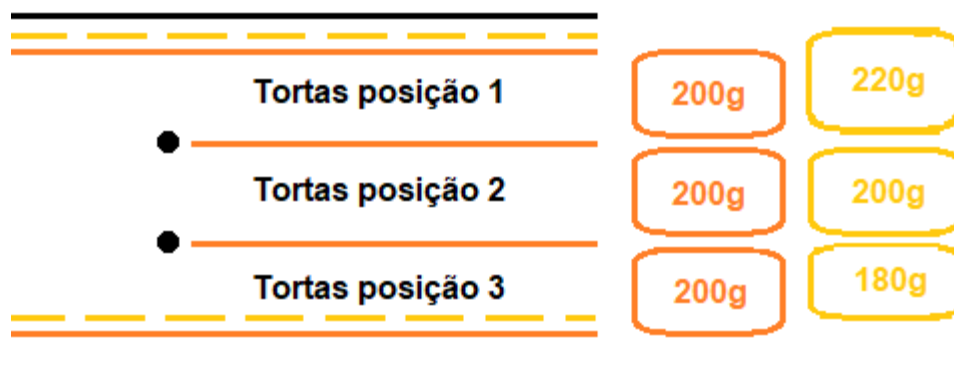 Tortas posição 1
200g
220g
Tortas posição 2
200g
200g
Tortas posição 3
200g
180g